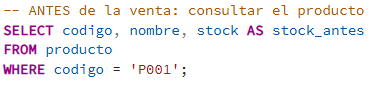 -- ANTES de la venta: consultar el producto
SELECT codigo, nombre, stock AS stock_antes
FROM producto
WHERE codigo = 'P001';